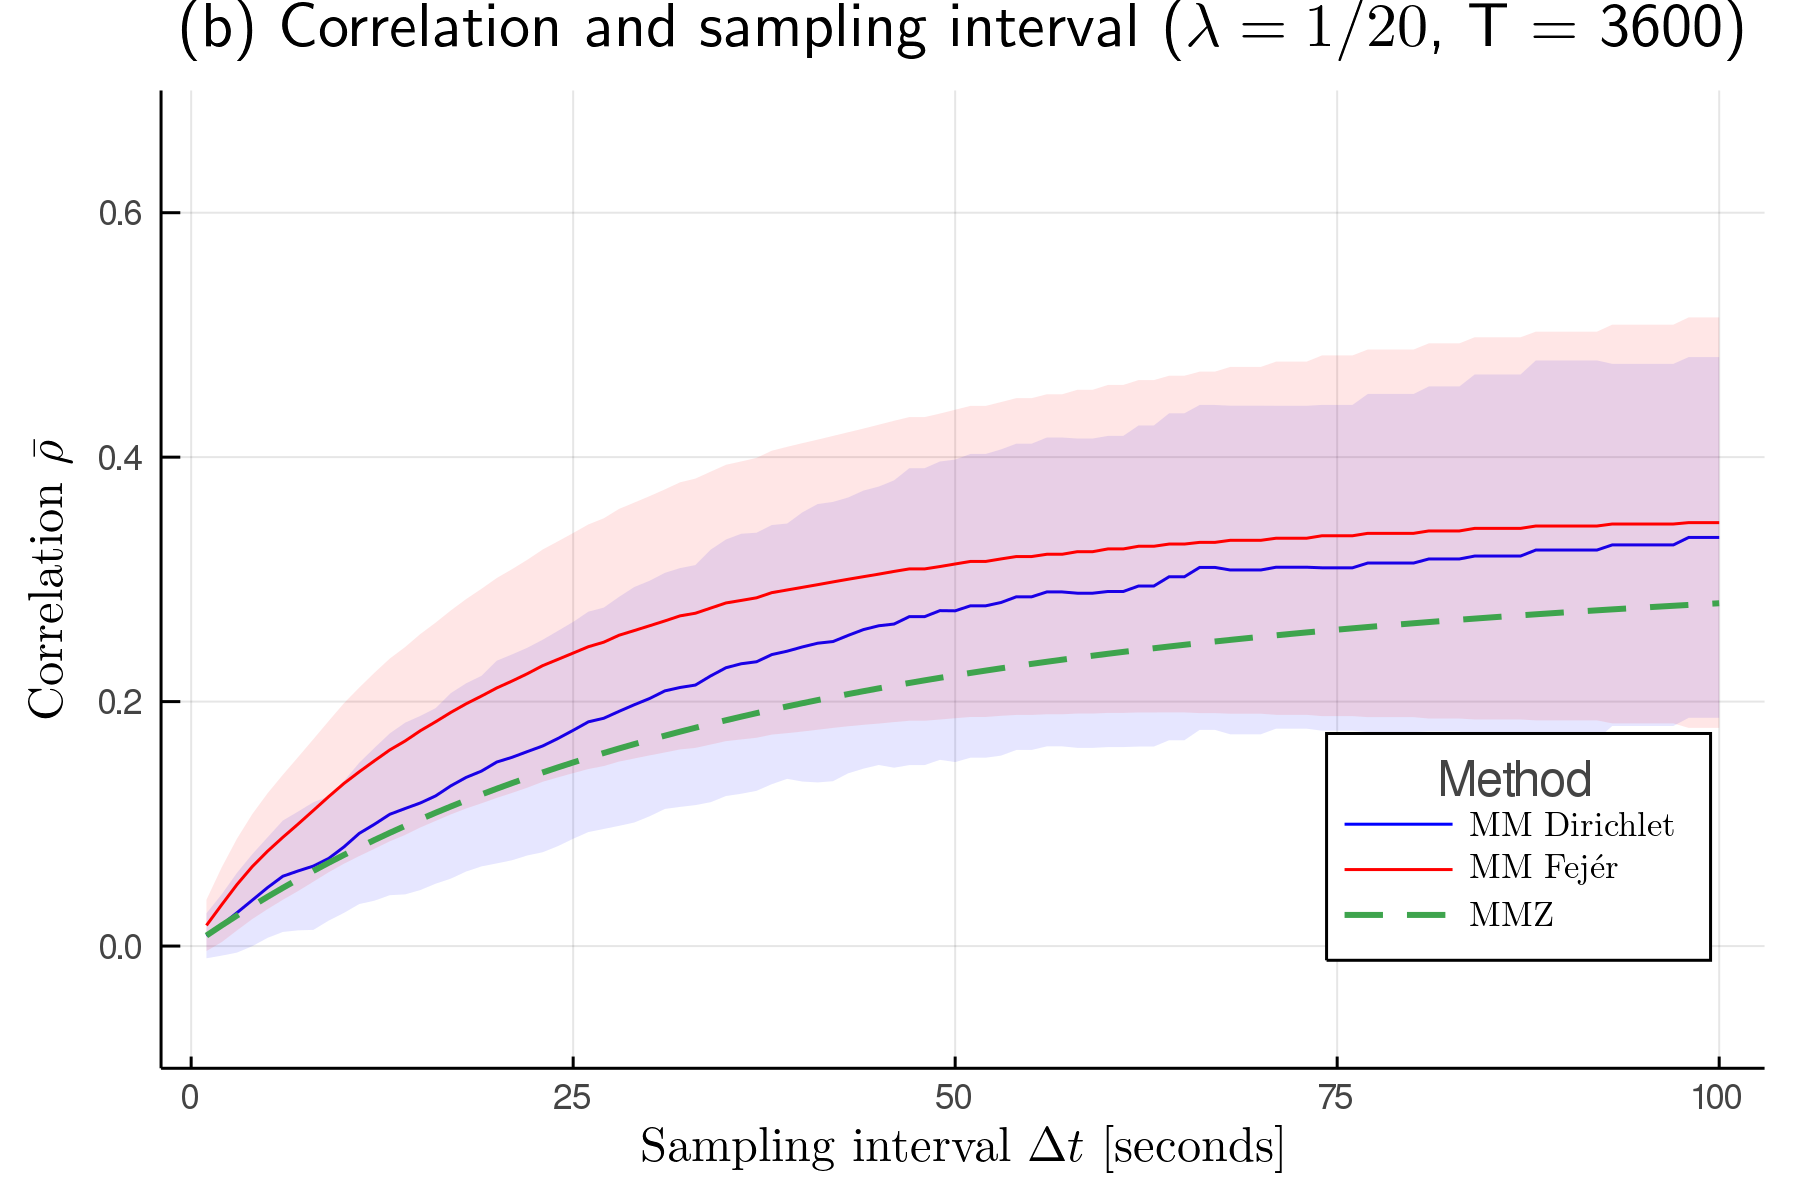 (b) Correlation and sampling interval (λ = 1/20, T = 3600)
0.6
0.4
0.2
0.0
Correlation ρ̄
0 25 50 75 100
Sampling interval Δt [seconds]
Method
MM Dirichlet
MM Fejér
MMZ